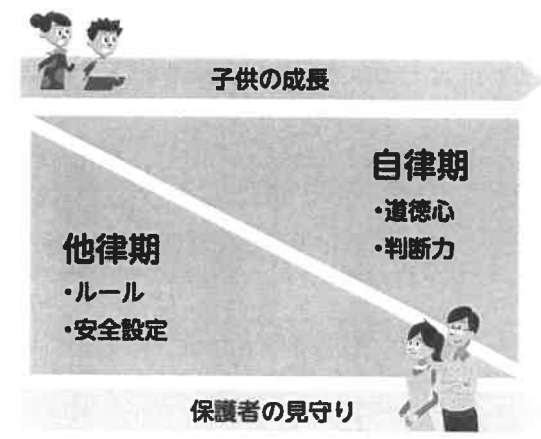 子供の成長
自律期
・道徳心
・判断力
他律期
・ルール
・安全設定
保護者の見守り